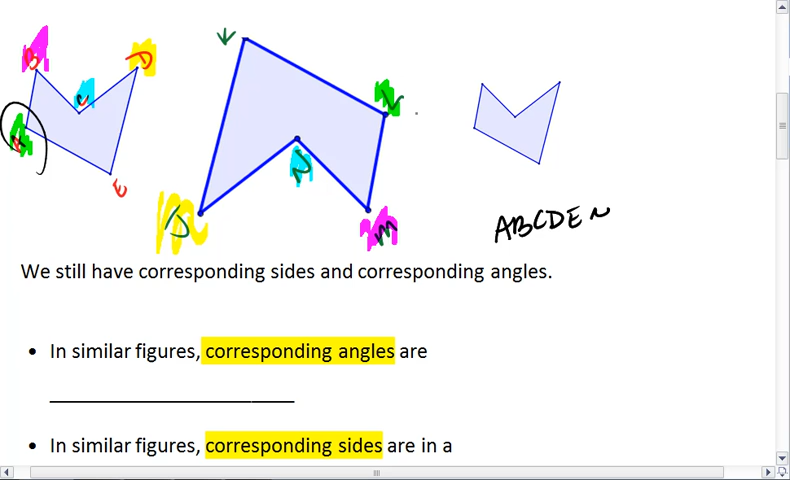 B
D
C
A
E
N
M
ABCDE ~
We still have corresponding sides and corresponding angles.
• In similar figures, corresponding angles are
• In similar figures, corresponding sides are in a